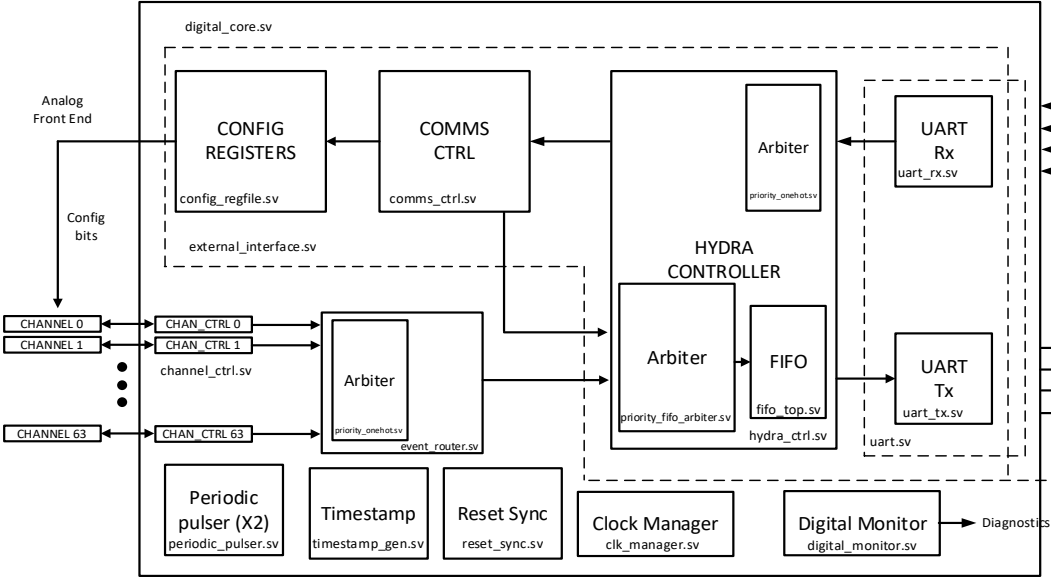 digital_core.sv
Analog
Front End
CONFIG
REGISTERS
config_regfile.sv
COMMS
CTRL
comms_ctrl.sv
Arbiter
priority_onehot.sv
UART
Rx
uart_rx.sv
Config
bits
external_interface.sv
HYDRA
CONTROLLER
CHANNEL 0
CHAN_CTRL 0
CHANNEL 1
CHAN_CTRL 1
channel_ctrl.sv
CHANNEL 63
CHAN_CTRL 63
Arbiter
priority_onehot.sv
event_router.sv
Arbiter
priority_fifo_arbiter.sv
FIFO
fifo_top.sv
hydra_ctrl.sv
UART
Tx
uart_tx.sv
uart.sv
Periodic
pulser (X2)
periodic_pulser.sv
Timestamp
timestamp_gen.sv
Reset Sync
reset_sync.sv
Clock Manager
clk_manager.sv
Digital Monitor
digital_monitor.sv
Diagnostics